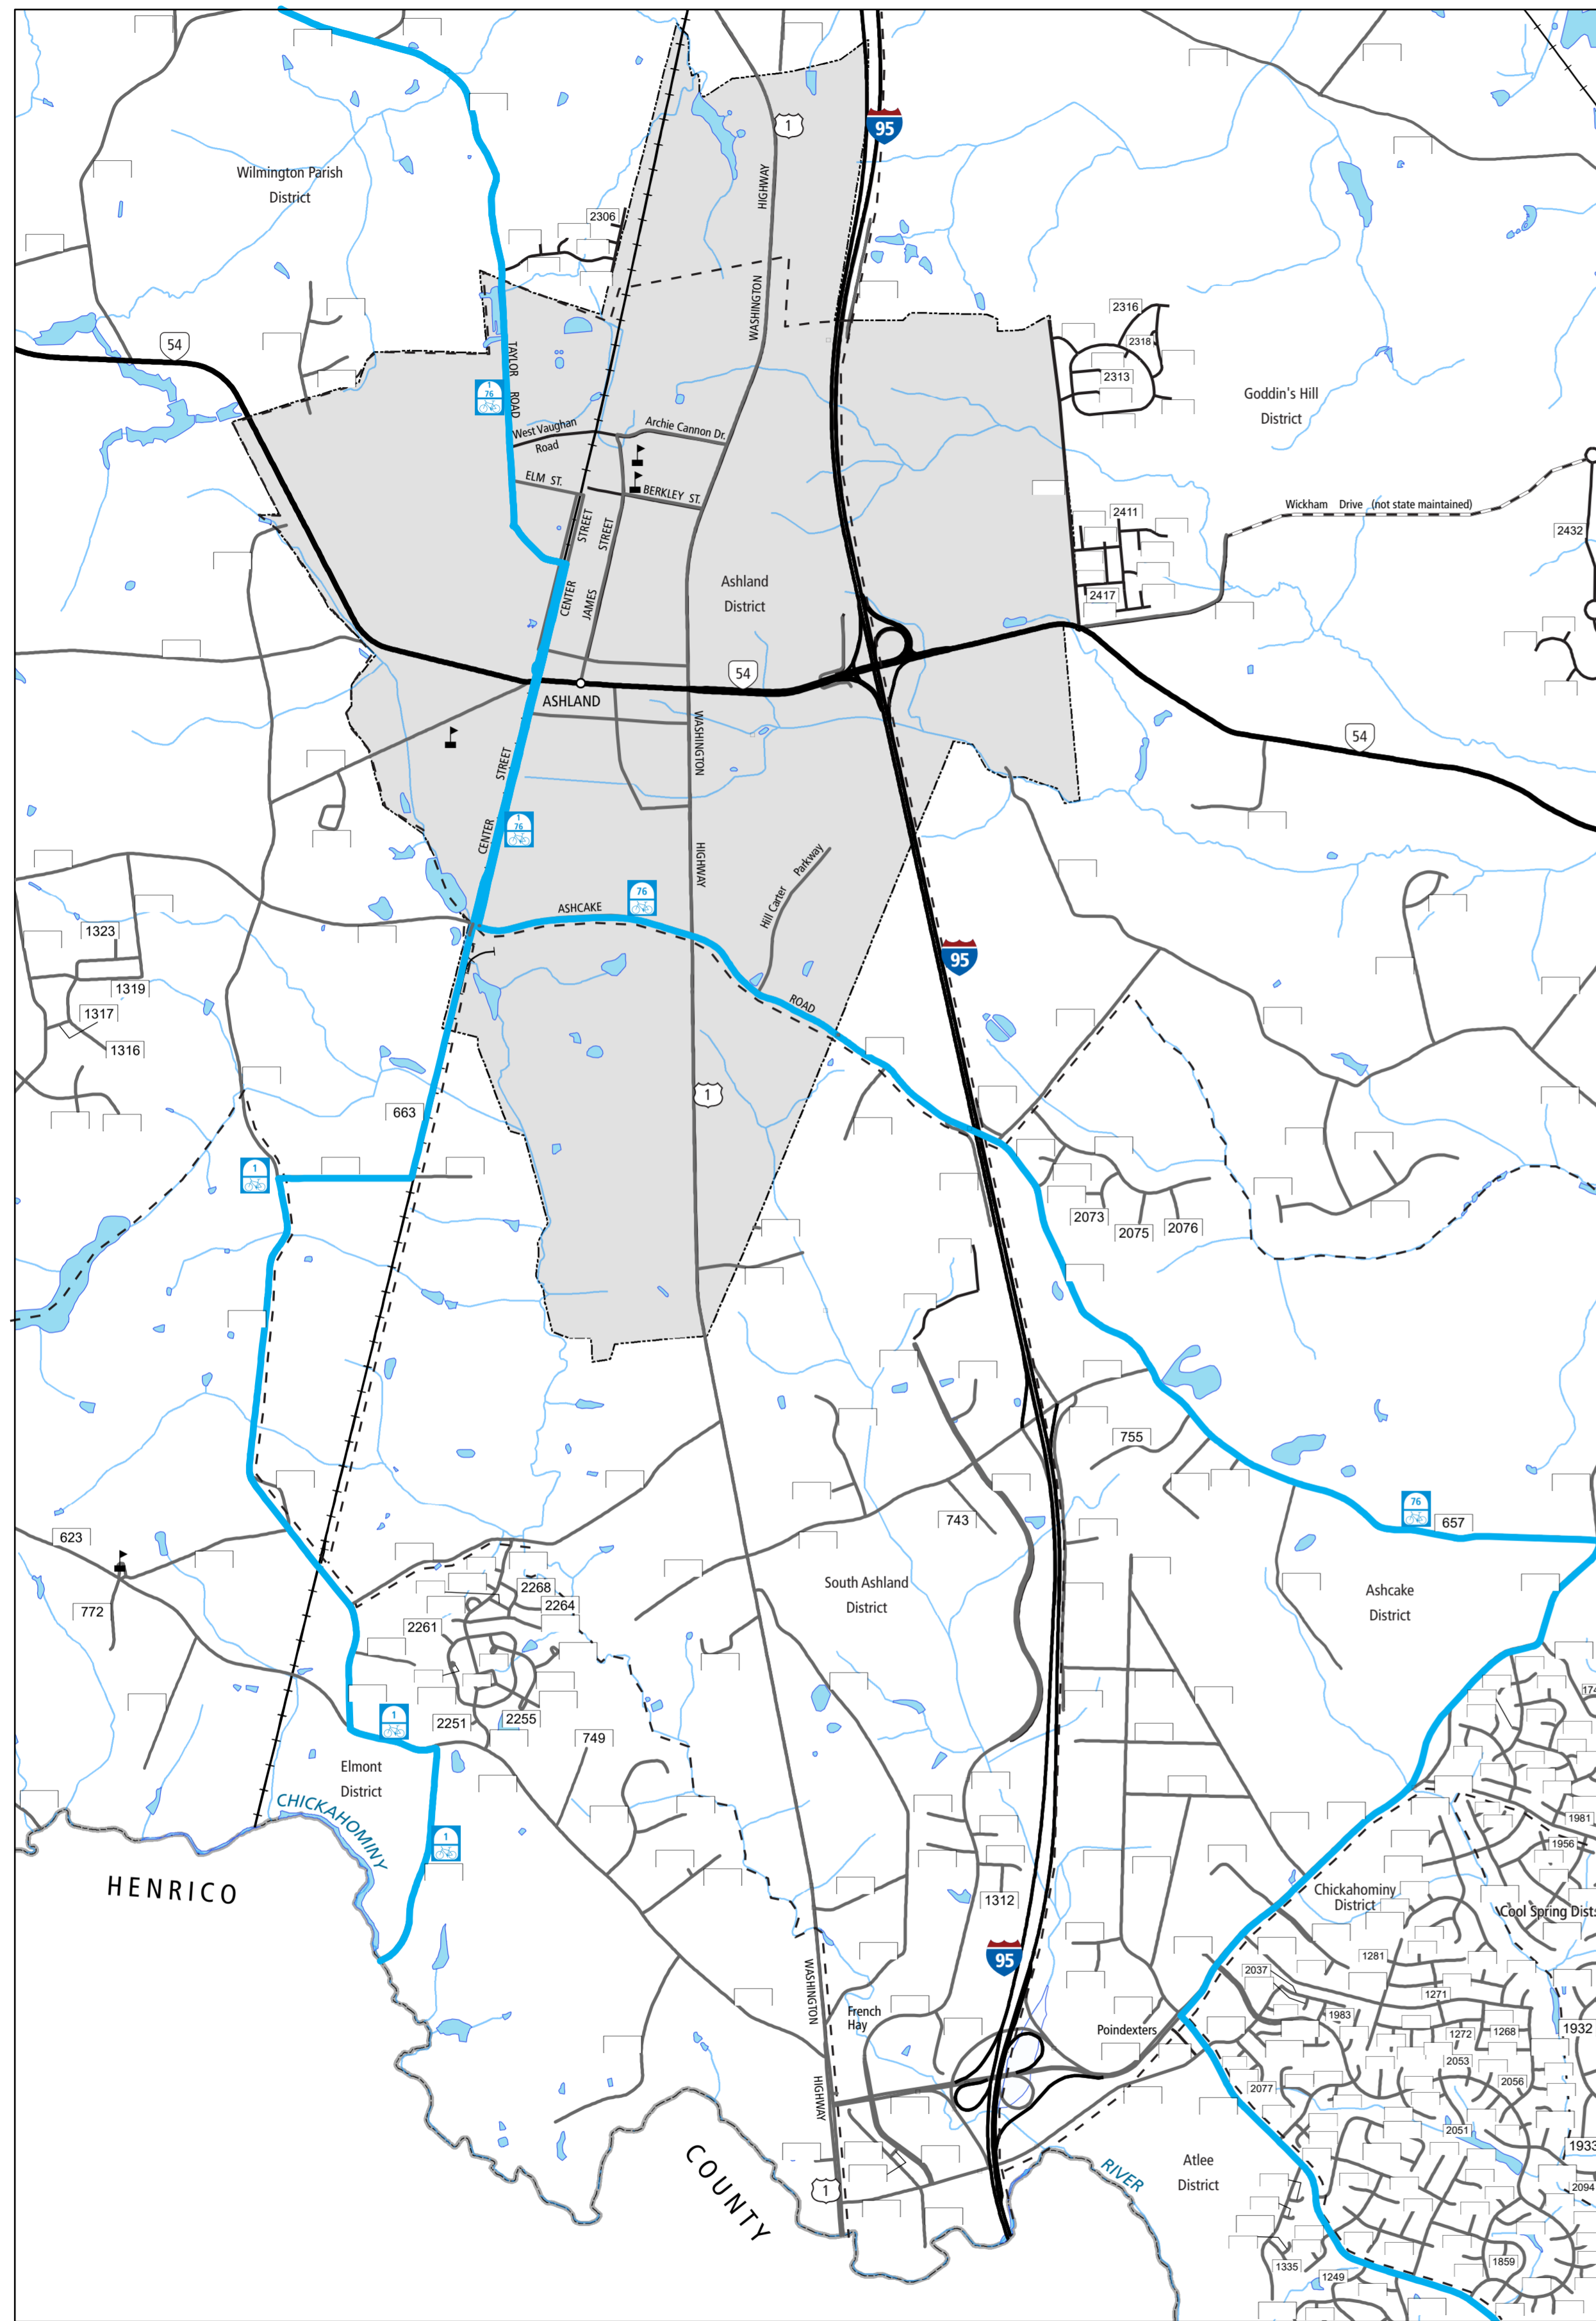 1
95
Wilmington Parish
District
2306
HIGHWAY
WASHINGTON
54
TAYLOR ROAD
1
76
2316
2318
2313
Goddin's Hill
District
West Vaughan
Road
Archie Cannon Dr.
ELM ST.
BERKLEY ST.
STREET
STREET
CENTER
JAMES
Ashland
District
2411
2417
Wickham Drive (not state maintained)
2432
54
ASHLAND
54
WASHINGTON
STREET
CENTER
1
76
HIGHWAY
Hill Carter Parkway
76
ASHCAKE
ROAD
95
1323
1319
1317
1316
663
1
1
2073
2075
2076
755
743
76
657
623
772
2268
2264
2261
2251
2255
749
South Ashland
District
Ashcake
District
1
Elmont
District
CHICKAHOMINY
1
HENRICO
1312
95
WASHINGTON
HIGHWAY
French
Hay
Poindexters
1981
1956
Chickahominy
District
Cool Spring Dist.
1281
2037
1271
1983
1272
1268
1932
2053
2056
2077
2051
1933
2094
COUNTY
1
RIVER
Atlee
District
1335
1249
1859